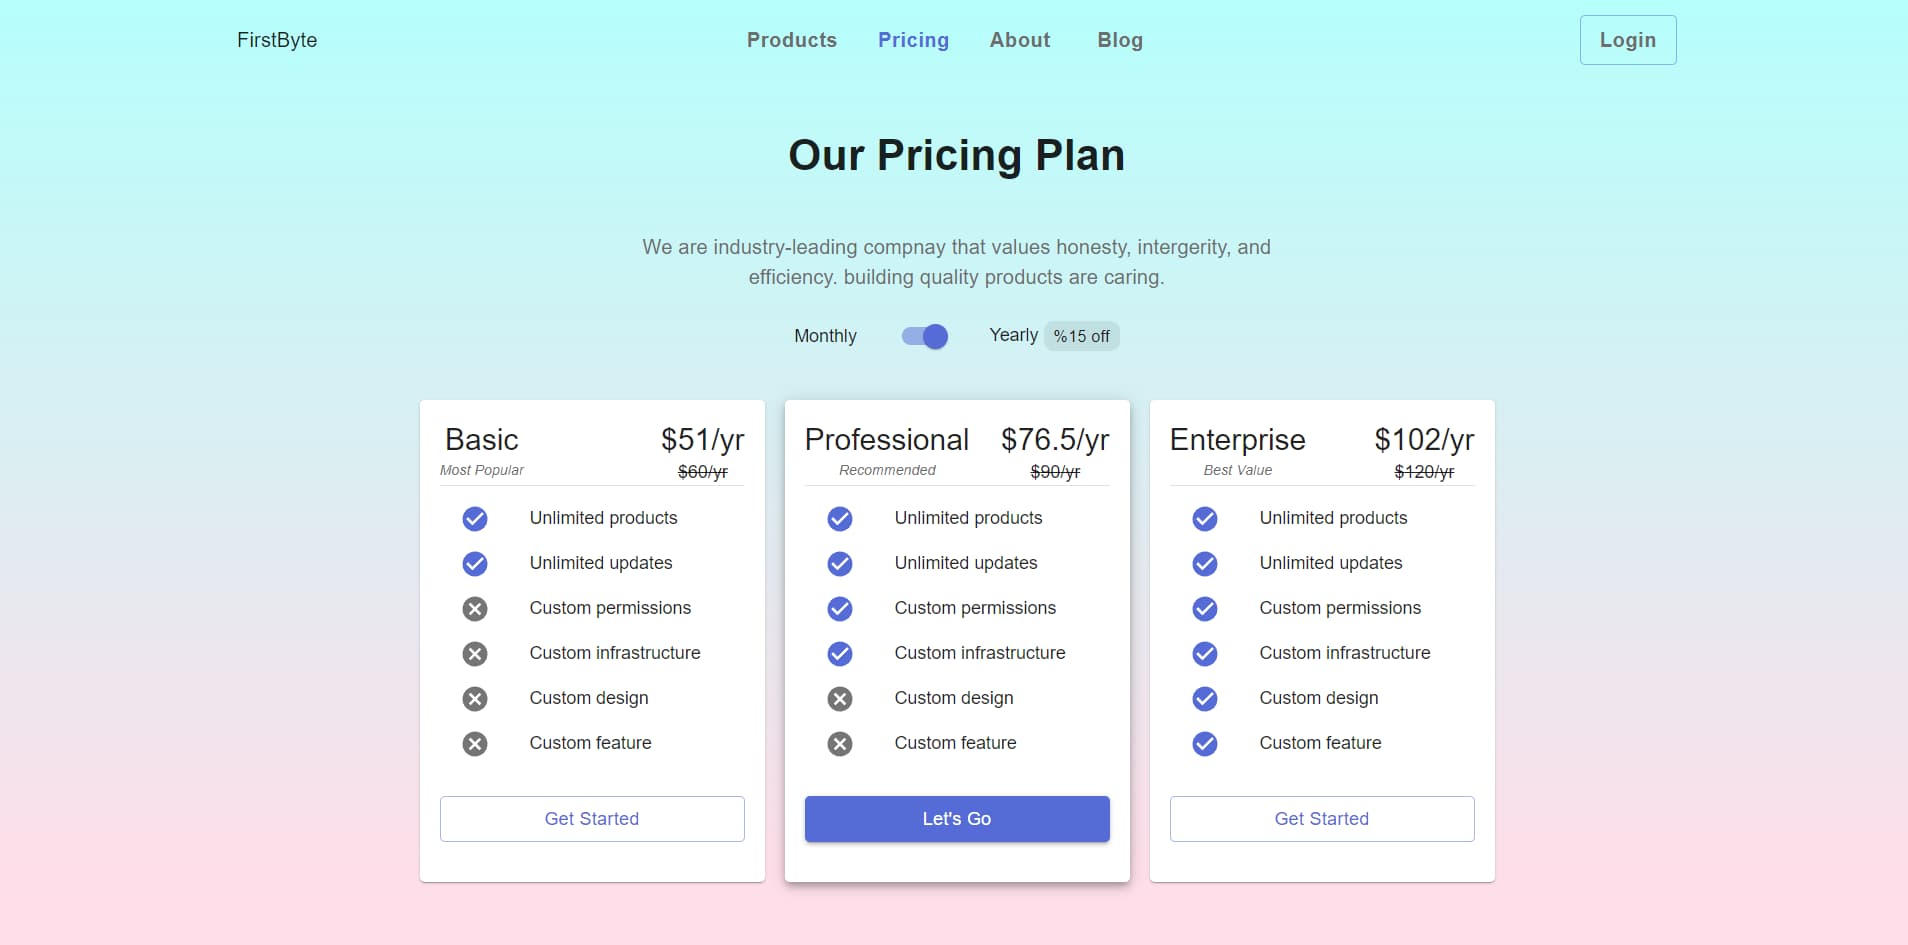 FirstByte
Products Pricing About Blog
Login
Our Pricing Plan
We are industry-leading compnay that values honesty, intergerity, and
efficiency. building quality products are caring.
Monthly
Yearly %15 off
Basic $51/yr
Most Popular $60/yr
Unlimited products
Unlimited updates
Custom permissions
Custom infrastructure
Custom design
Custom feature
Get Started
Professional $76.5/yr
Recommended $90/yr
Unlimited products
Unlimited updates
Custom permissions
Custom infrastructure
Custom design
Custom feature
Let's Go
Enterprise $102/yr
Best Value $120/yr
Unlimited products
Unlimited updates
Custom permissions
Custom infrastructure
Custom design
Custom feature
Get Started